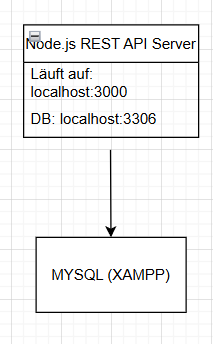 Node.js REST API Server
Läuft auf:
localhost:3000
DB: localhost:3306
MYSQL (XAMPP)